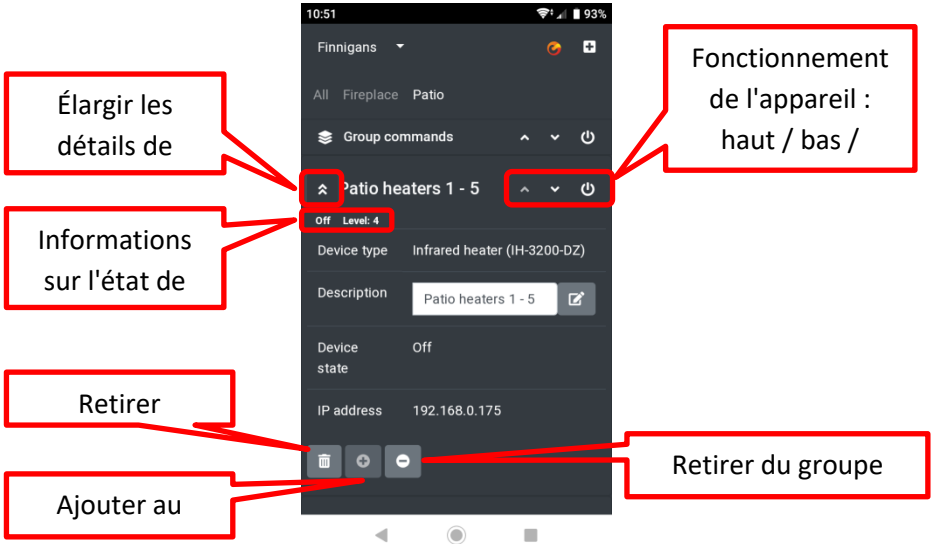 10:51
93%
Finnigans
All Fireplace Patio
Group commands
Patio heaters 1 - 5
Off Level: 4
Device type Infrared heater (IH-3200-DZ)
Description Patio heaters 1 - 5
Device
state
Off
IP address 192.168.0.175
Élargir les
détails de
Informations
sur l'état de
Retirer
Ajouter au
Fonctionnement
de l'appareil :
haut / bas /
Retirer du groupe